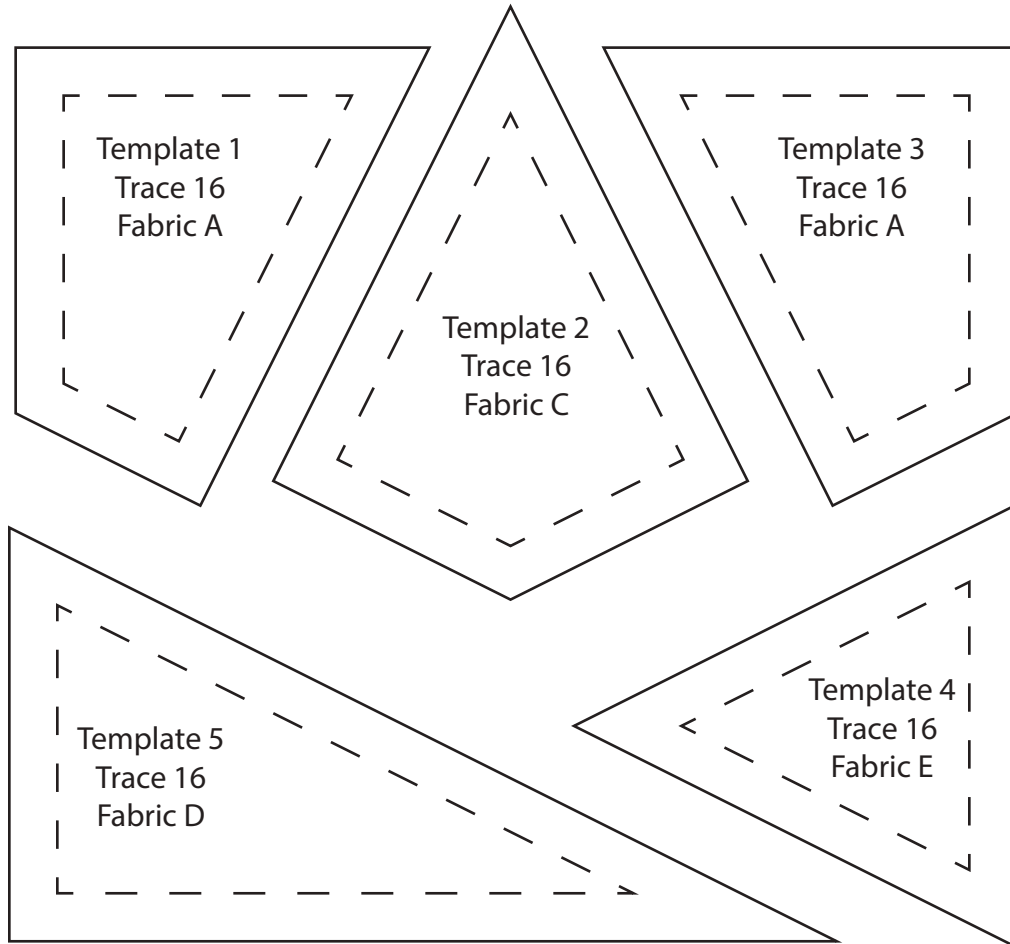 Template 1
Trace 16
Fabric A
Template 2
Trace 16
Fabric C
Template 3
Trace 16
Fabric A
Template 5
Trace 16
Fabric D
Template 4
Trace 16
Fabric E